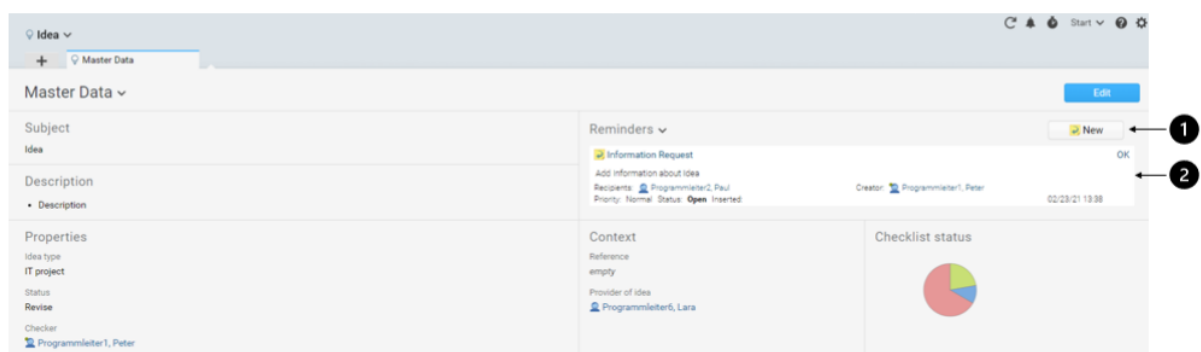 Idea
Start
Master Data
Master Data
Edit
Subject
Idea
Description
• Description
Properties
Idea type
IT project
Status
Revise
Checker
Programmleiter1, Peter
Reminders
New
1
Information Request
OK
Add information about Idea
2
Recipients: Programmleiter2, Paul Creator: Programmleiter1, Peter
Priority: Normal Status: Open Inserted 02/23/21 13:38
Context
Reference
empty
Provider of idea
Programmleiter6, Lara
Checklist status